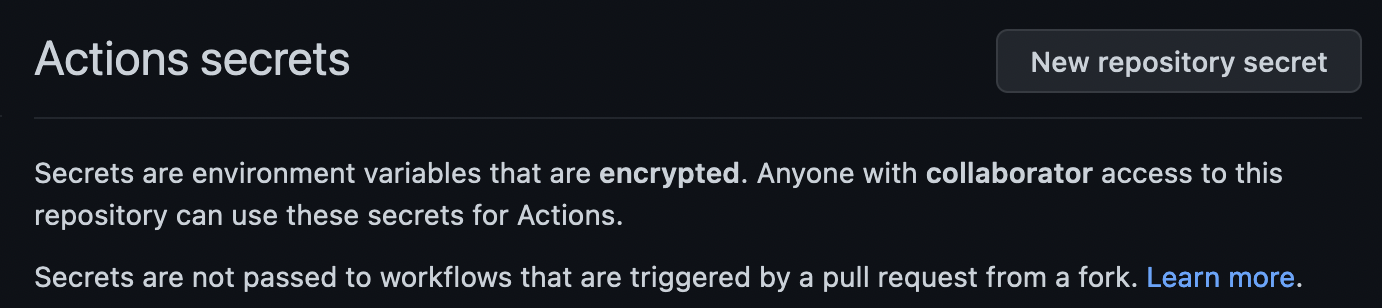 Actions secrets
New repository secret
Secrets are environment variables that are encrypted. Anyone with collaborator access to this
repository can use these secrets for Actions.
Secrets are not passed to workflows that are triggered by a pull request from a fork. Learn more.